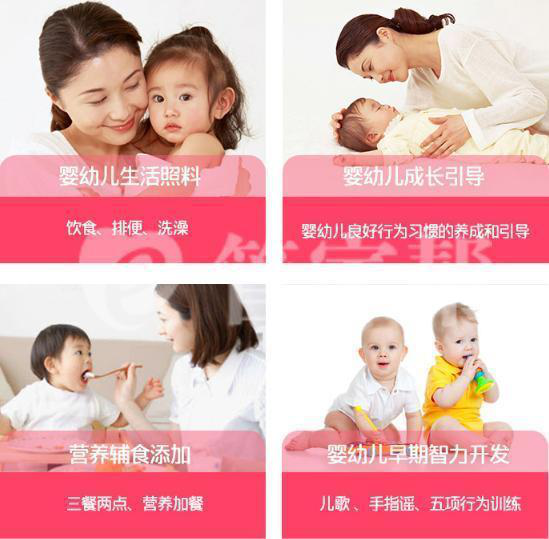 婴幼儿生活照料
饮食、排便、洗澡
婴幼儿成长引导
婴幼儿良好行为习惯的养成和引导
营养辅食添加
三餐两点、营养加餐
婴幼儿早期智力开发
儿歌、手指谣、五项行为训练